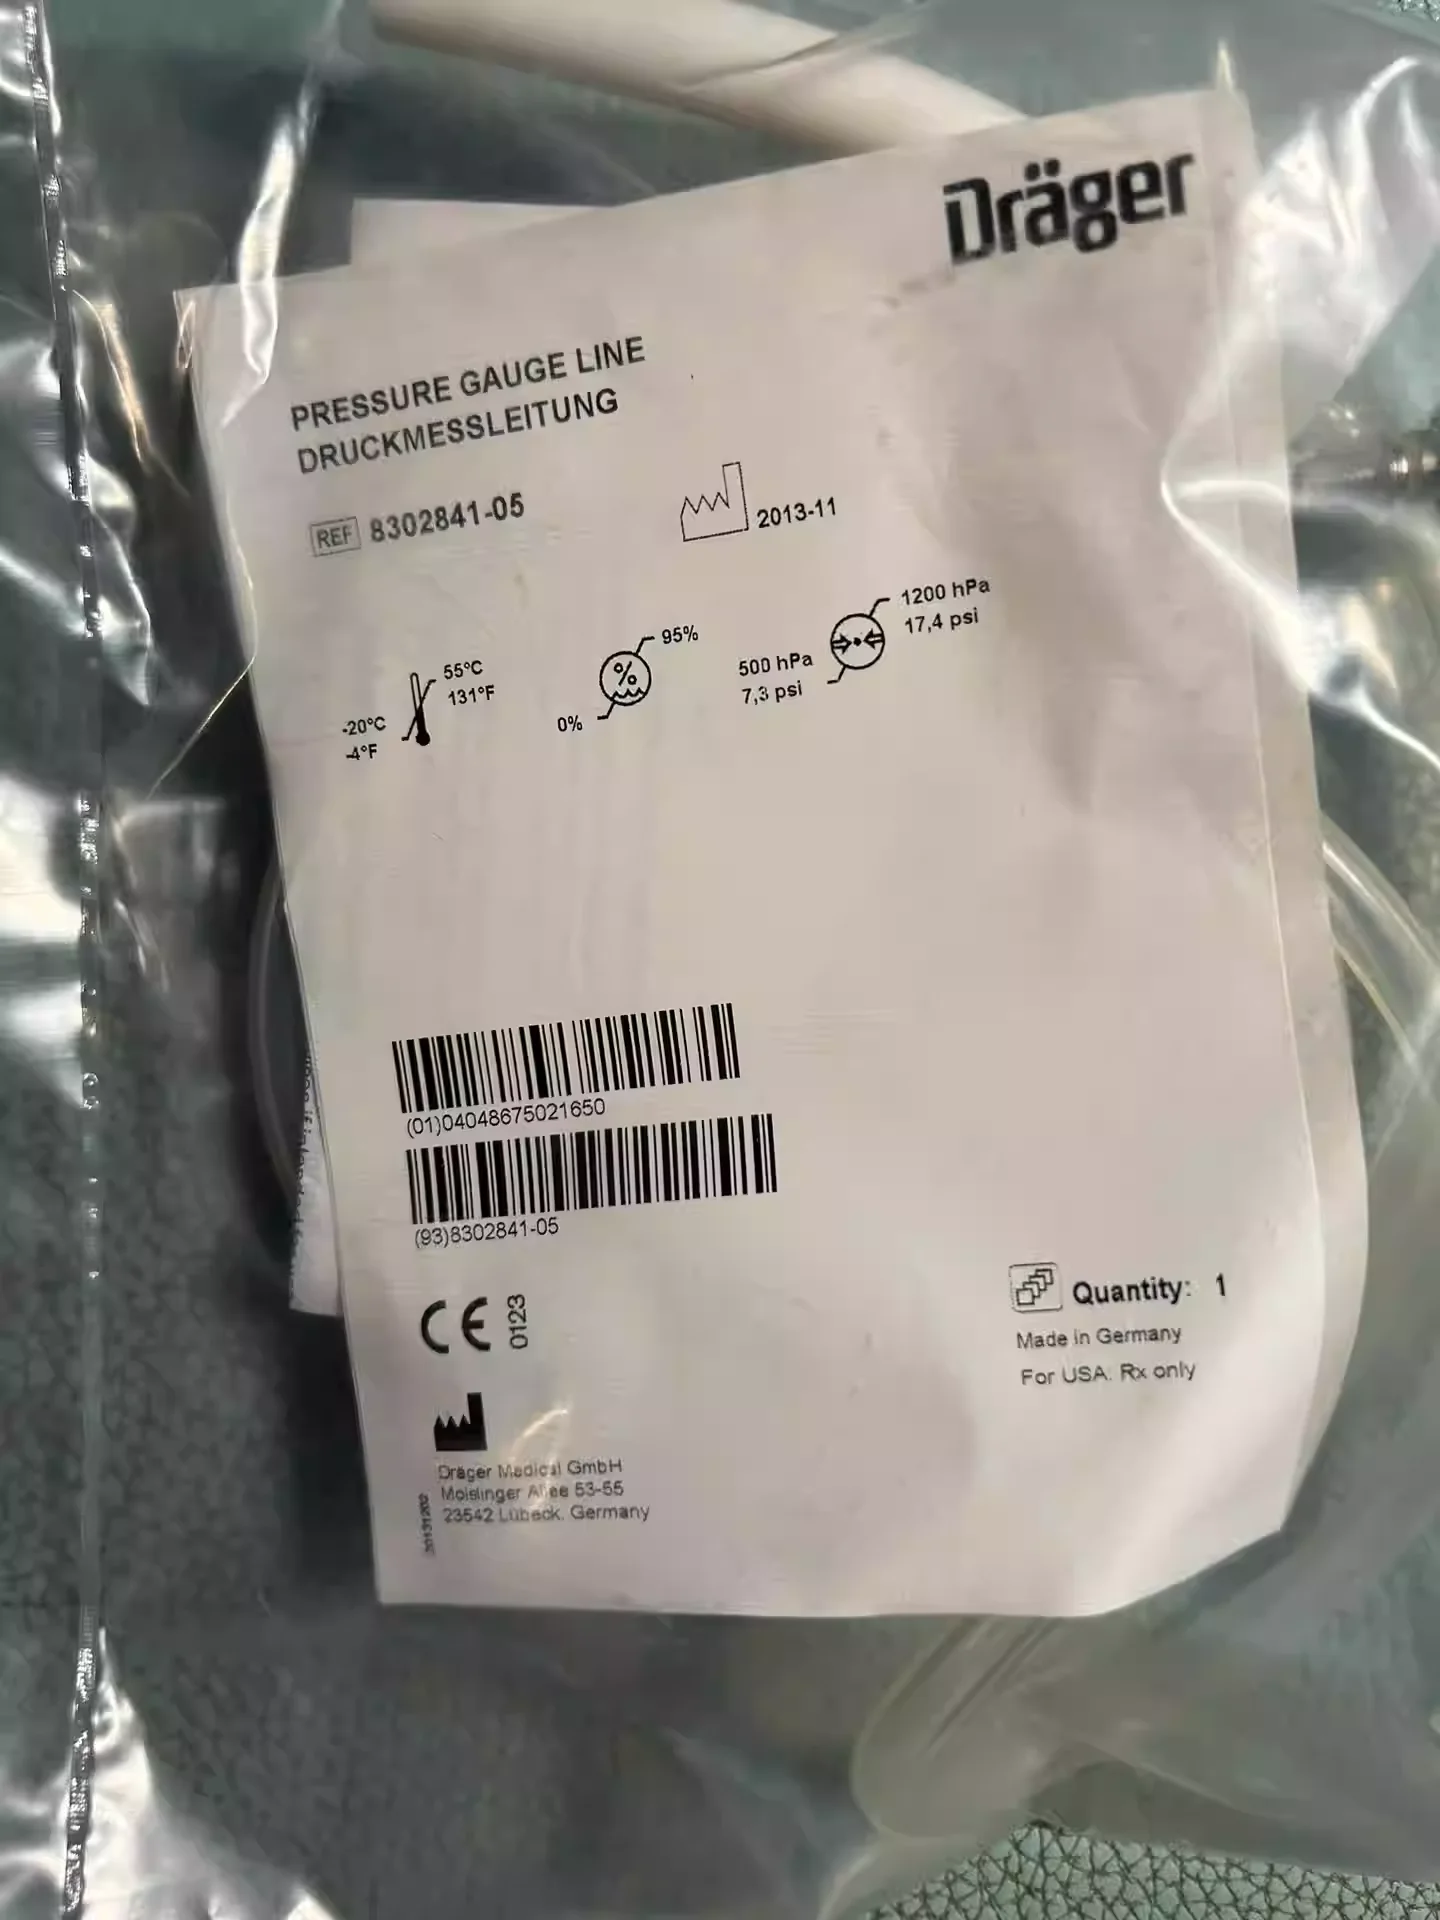 Dräger
PRESSURE GAUGE LINE
DRUCKMESSLEITUNG
REF 8302841-05
2013-11
55°C
131°F
-20°C
-4°F
95%
0%
1200 hPa
17,4 psi
500 hPa
7,3 psi
(01)04048675021650
(93)8302841-05
CE 0123
Quantity: 1
Made in Germany
For USA: Rx only
Dräger Medical GmbH
Moislinger Allee 53-55
23542 Lübeck, Germany
20131202